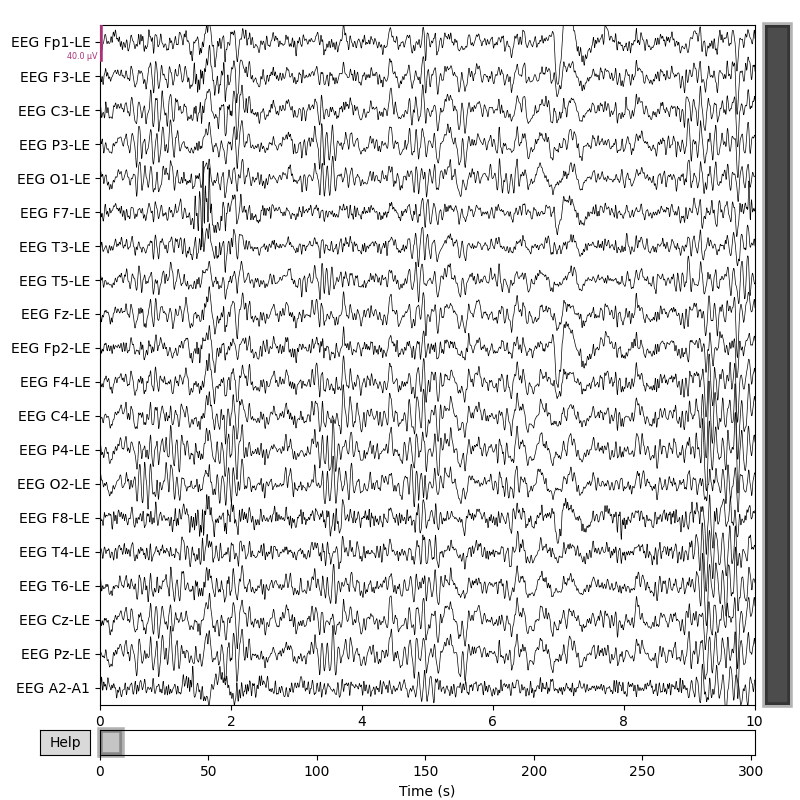 EEG Fp1-LE
40.0 µV
EEG F3-LE
EEG C3-LE
EEG P3-LE
EEG O1-LE
EEG F7-LE
EEG T3-LE
EEG T5-LE
EEG Fz-LE
EEG Fp2-LE
EEG F4-LE
EEG C4-LE
EEG P4-LE
EEG O2-LE
EEG F8-LE
EEG T4-LE
EEG T6-LE
EEG Cz-LE
EEG Pz-LE
EEG A2-A1
0 2 4 6 8 10
Help
0 50 100 150 200 250 300
Time (s)